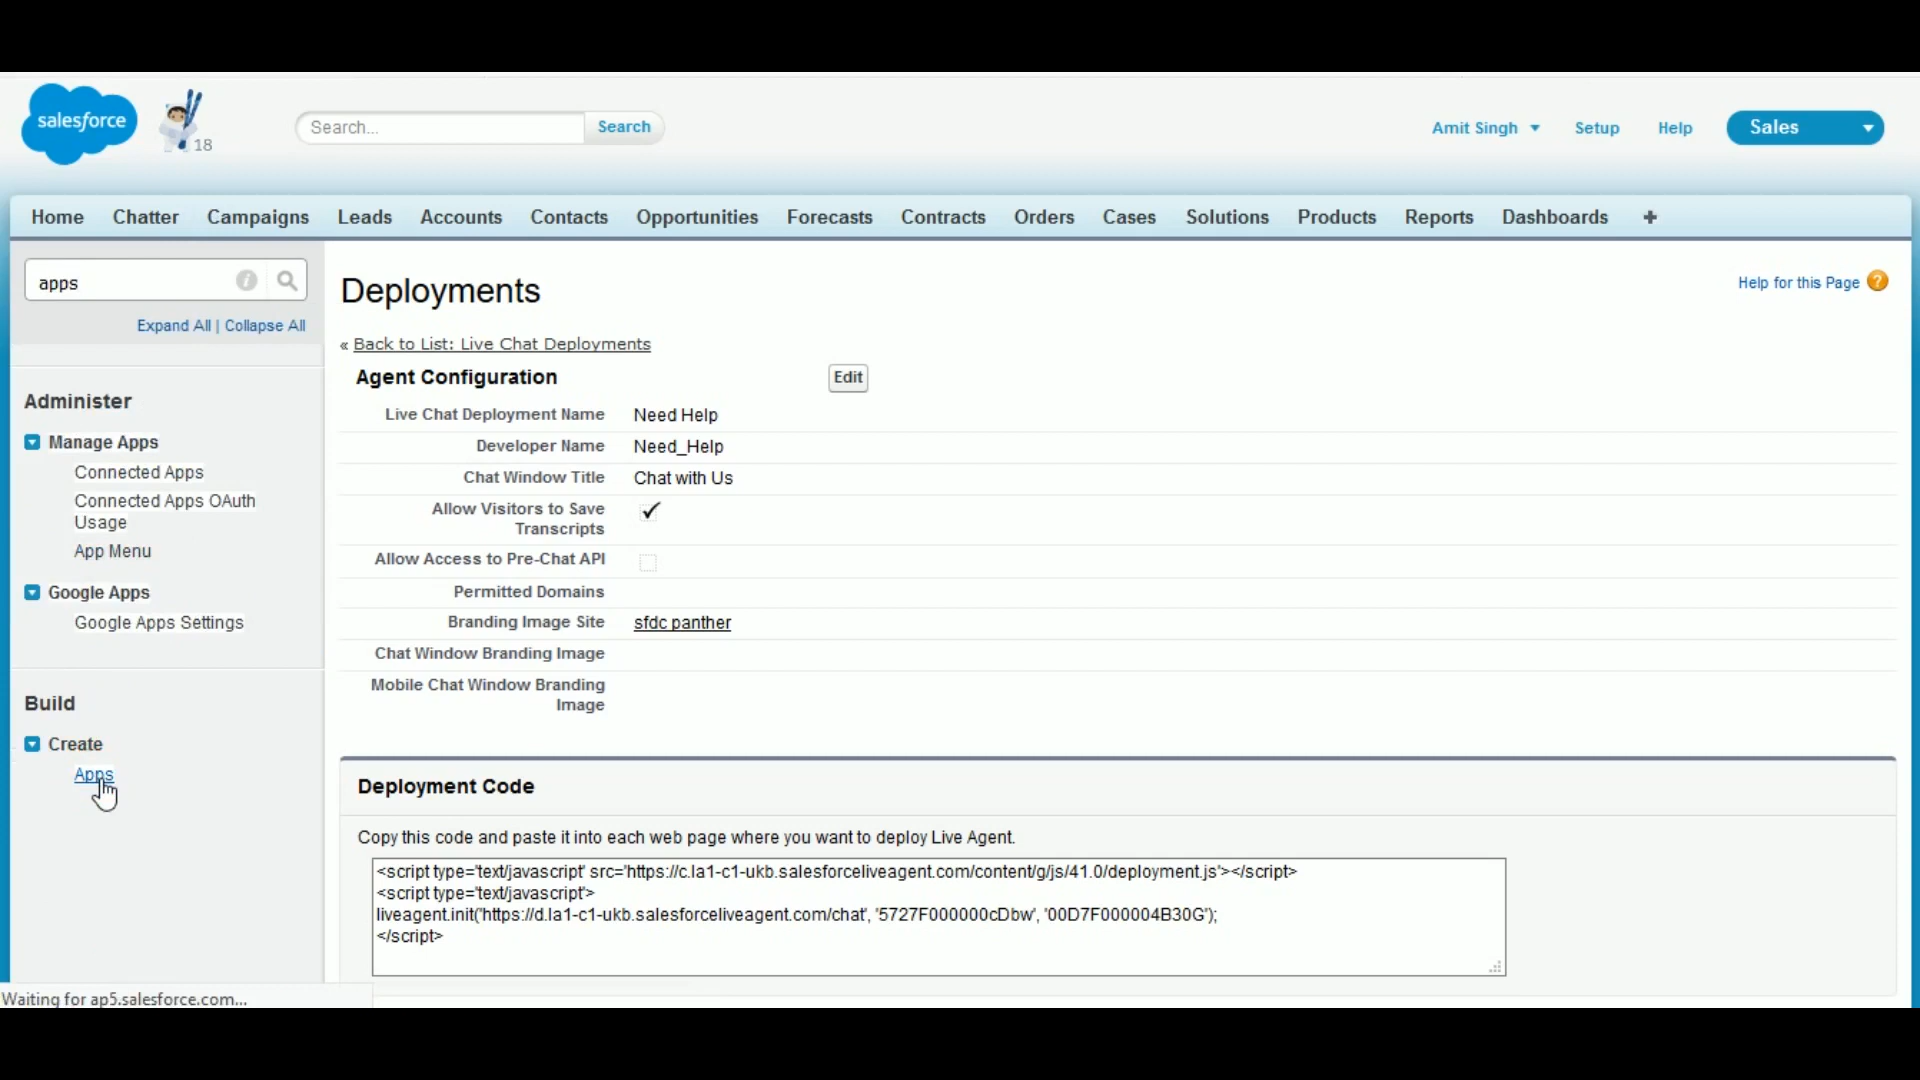 salesforce
18
Search...
Search
Amit Singh
Setup
Help
Sales
Home Chatter Campaigns Leads Accounts Contacts Opportunities Forecasts Contracts Orders Cases Solutions Products Reports Dashboards +
apps
Expand All | Collapse All
Administer
Manage Apps
Connected Apps
Connected Apps OAuth
Usage
App Menu
Google Apps
Google Apps Settings
Build
Create
Apps
Deployments
Help for this Page ?
« Back to List: Live Chat Deployments
Agent Configuration
Edit
Live Chat Deployment Name Need Help
Developer Name Need_Help
Chat Window Title Chat with Us
Allow Visitors to Save
Transcripts
Allow Access to Pre-Chat API
Permitted Domains
Branding Image Site sfdc panther
Chat Window Branding Image
Mobile Chat Window Branding
Image
Deployment Code
Copy this code and paste it into each web page where you want to deploy Live Agent.
<script type='text/javascript' src='https://c.la1-c1-ukb.salesforceliveagent.com/content/g/js/41.0/deployment.js'></script>
<script type='text/javascript'>
liveagent.init('https://d.la1-c1-ukb.salesforceliveagent.com/chat', '5727F000000cDbw', '00D7F000004B30G');
</script>
Waiting for ap5.salesforce.com...